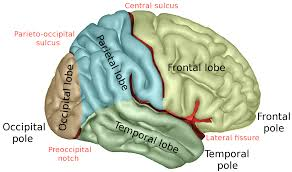 Central sulcus
Parieto-occipital
sulcus
Parietal lobe
Frontal lobe
Occipital lobe
Temporal lobe
Frontal
pole
Occipital
pole
Preoccipital
notch
Lateral fissure
Temporal
pole